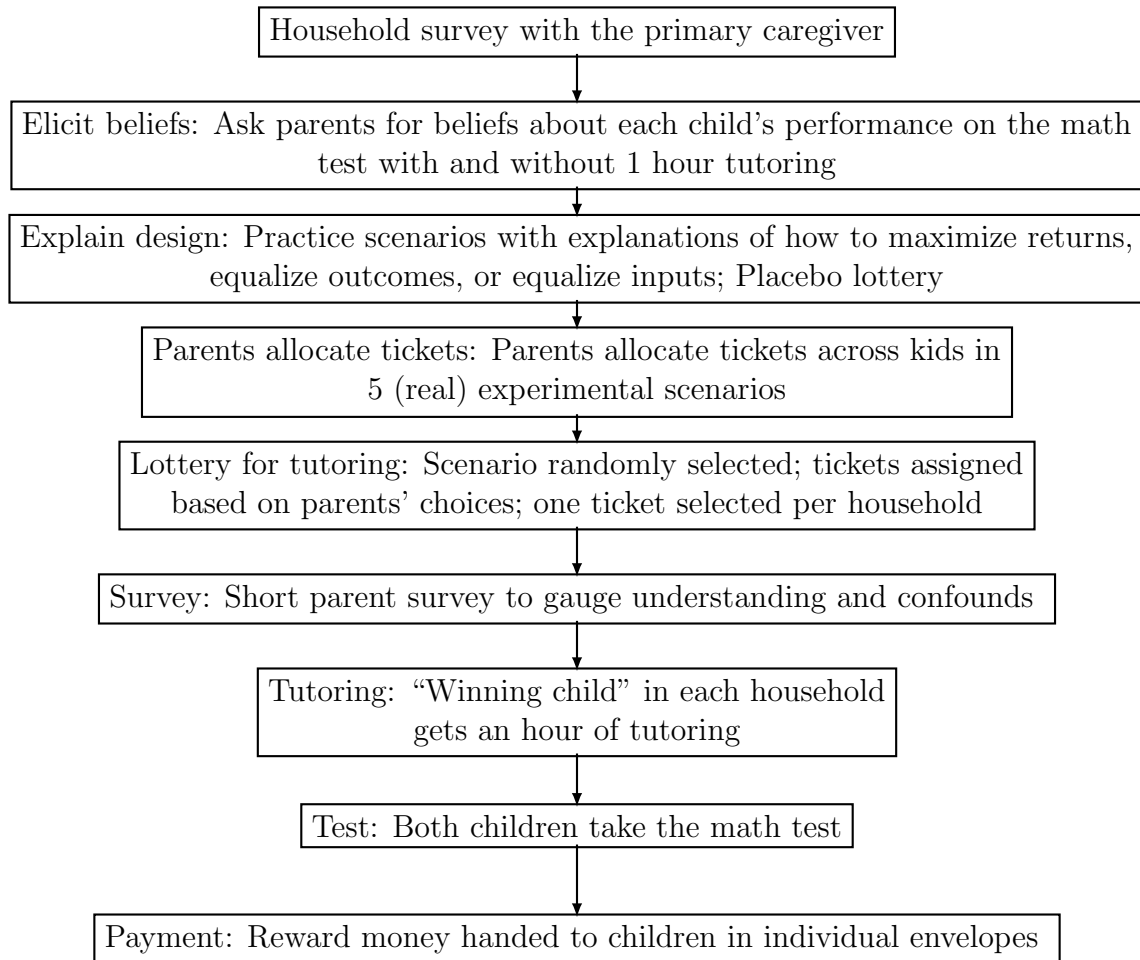 Household survey with the primary caregiver
Elicit beliefs: Ask parents for beliefs about each child's performance on the math
test with and without 1 hour tutoring
Explain design: Practice scenarios with explanations of how to maximize returns,
equalize outcomes, or equalize inputs; Placebo lottery
Parents allocate tickets: Parents allocate tickets across kids in
5 (real) experimental scenarios
Lottery for tutoring: Scenario randomly selected; tickets assigned
based on parents' choices; one ticket selected per household
Survey: Short parent survey to gauge understanding and confounds
Tutoring: “Winning child” in each household
gets an hour of tutoring
Test: Both children take the math test
Payment: Reward money handed to children in individual envelopes